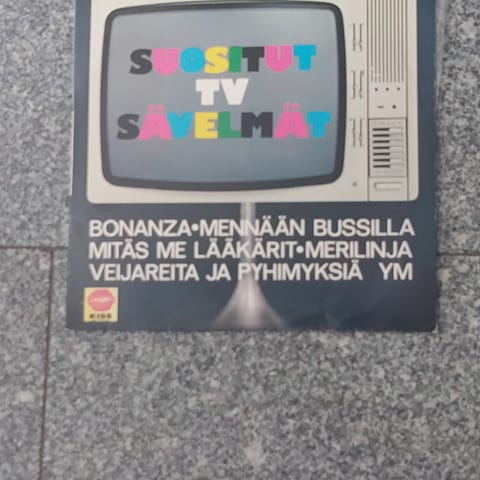 SUOSITUT
TV
SÄVELMÄT
BONANZA•MENNÄÄN BUSSILLA
MITÄS ME LÄÄKÄRIT•MERILINJA
VEIJAREITA JA PYHIMYKSIÄ YM
KISS